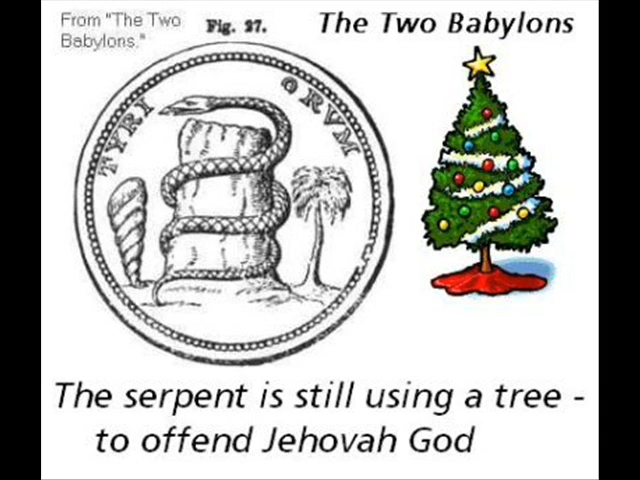 From "The Two
Babylons."
Fig. 27.
The Two Babylons
TYRI ORVM
The serpent is still using a tree -
to offend Jehovah God